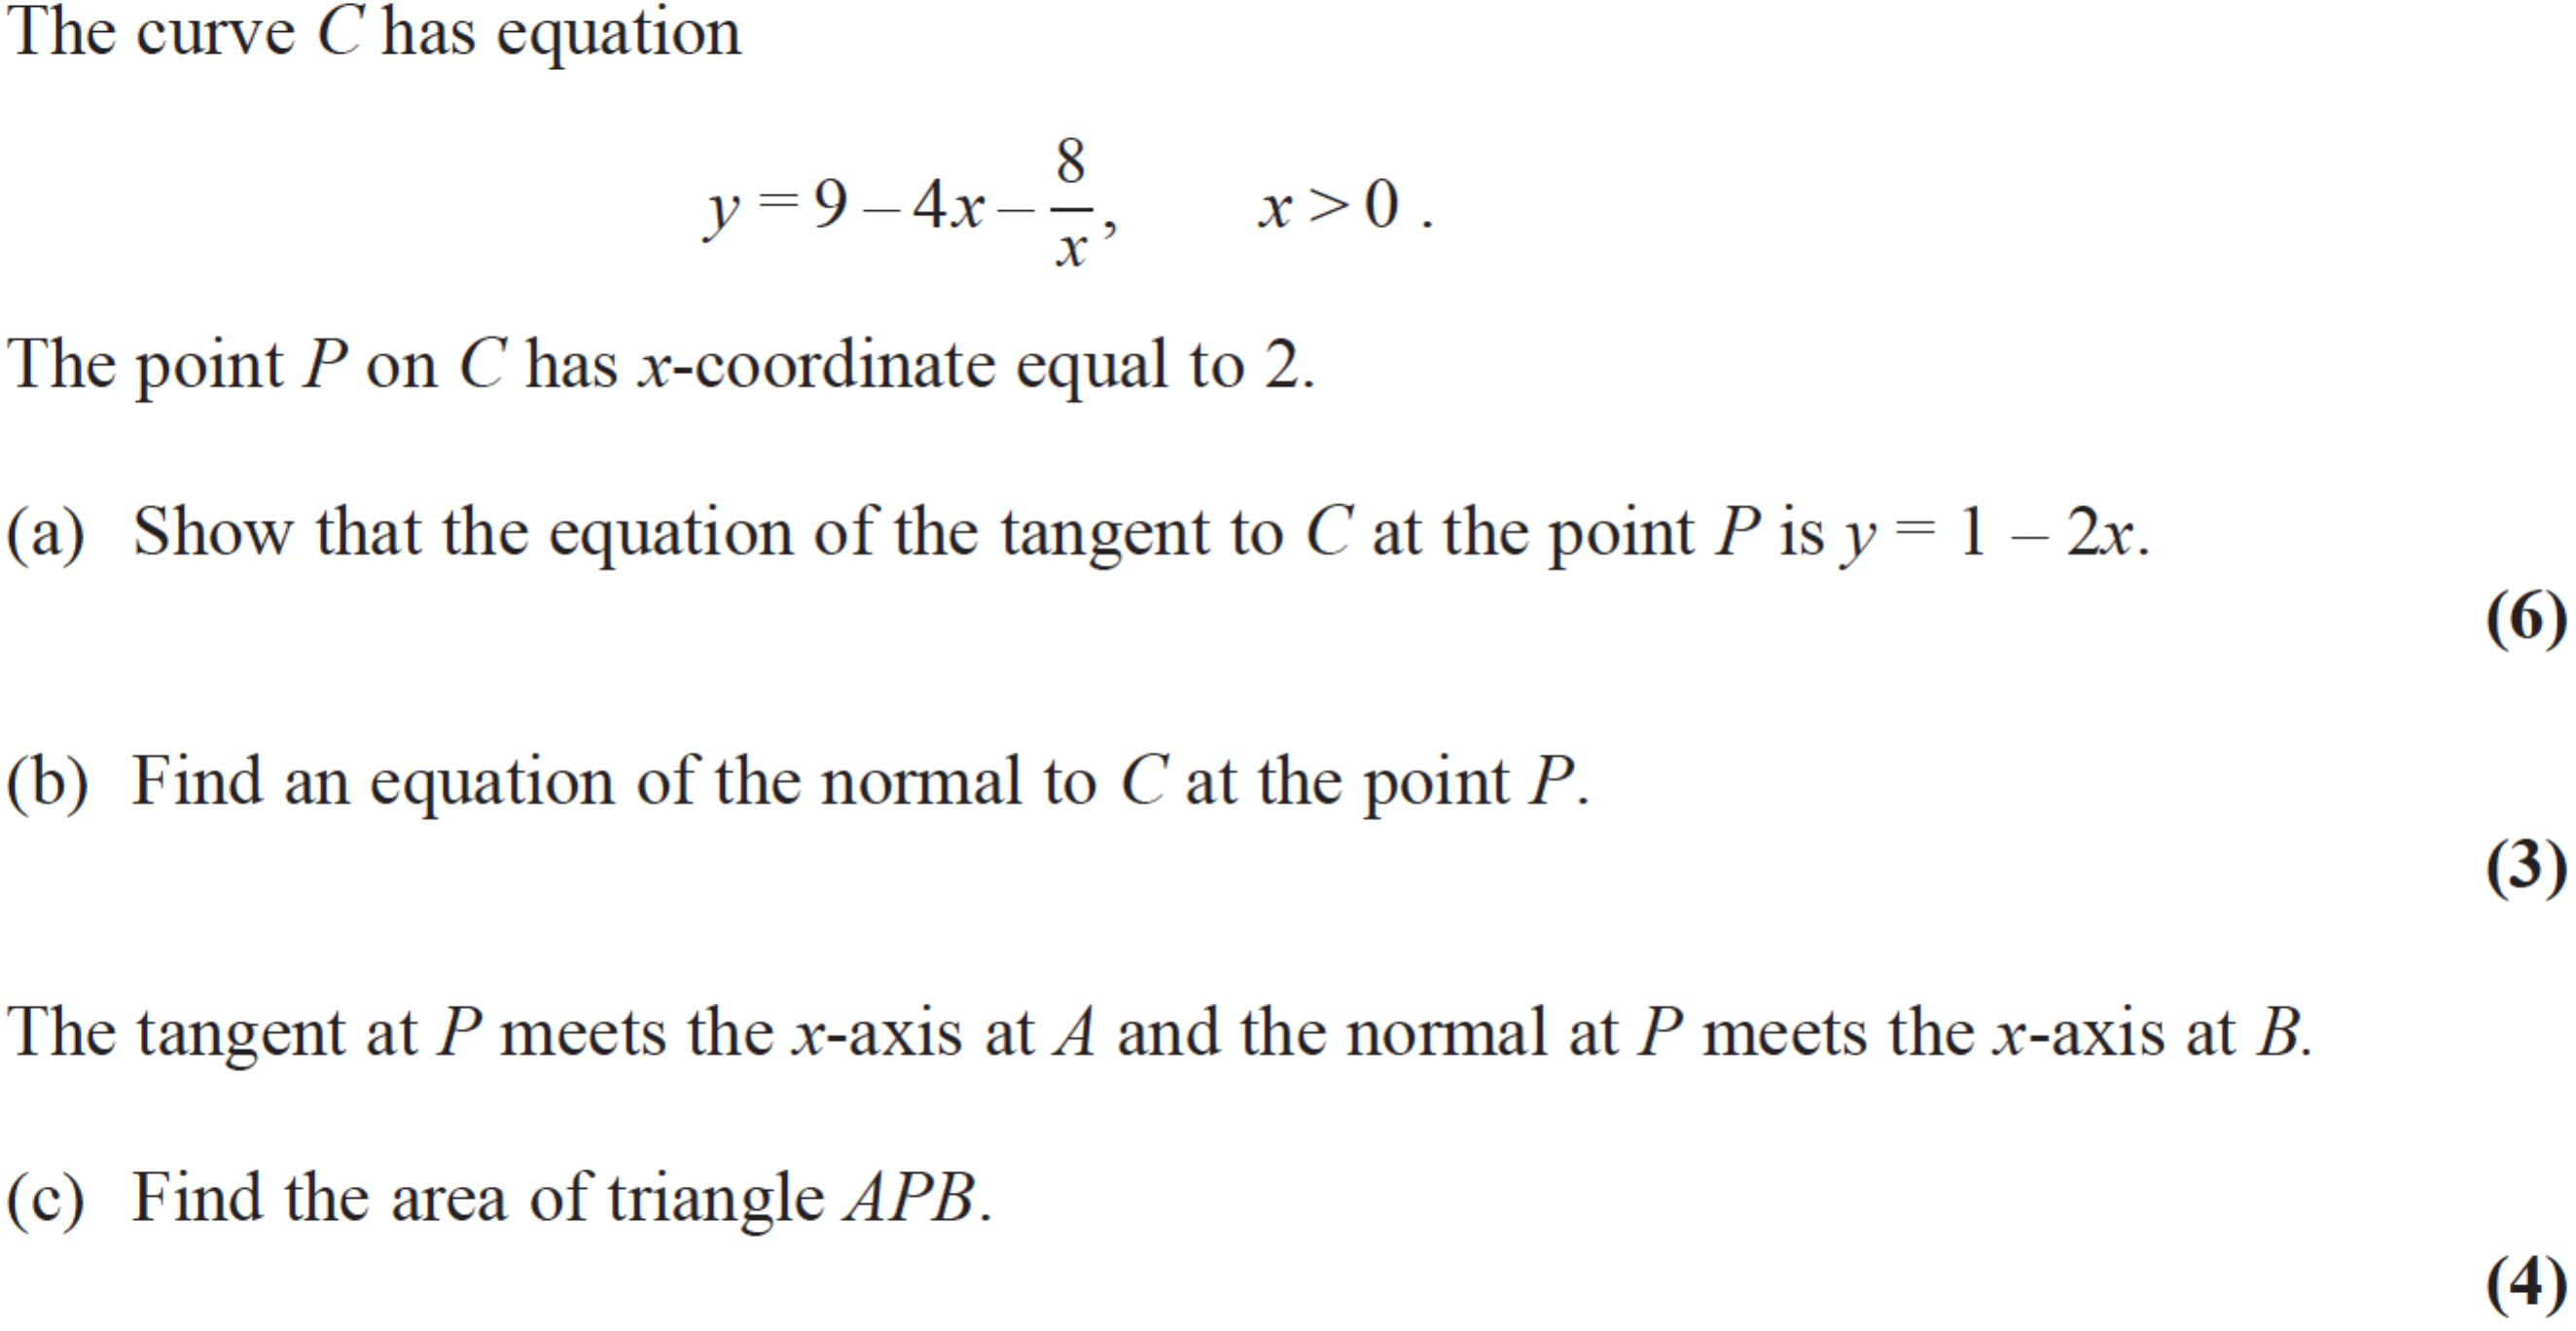 The curve C has equation
y = 9 – 4x – 8/x, x > 0 .
The point P on C has x-coordinate equal to 2.
(a) Show that the equation of the tangent to C at the point P is y = 1 – 2x.
(6)
(b) Find an equation of the normal to C at the point P.
(3)
The tangent at P meets the x-axis at A and the normal at P meets the x-axis at B.
(c) Find the area of triangle APB.
(4)